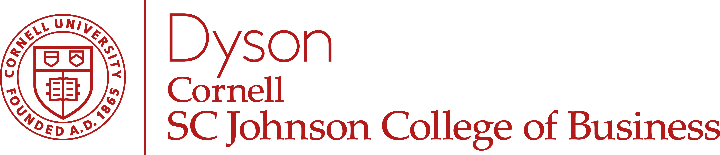 CORNELL UNIVERSITY
FOUNDED A.D. 1865
Dyson
Cornell
SC Johnson College of Business